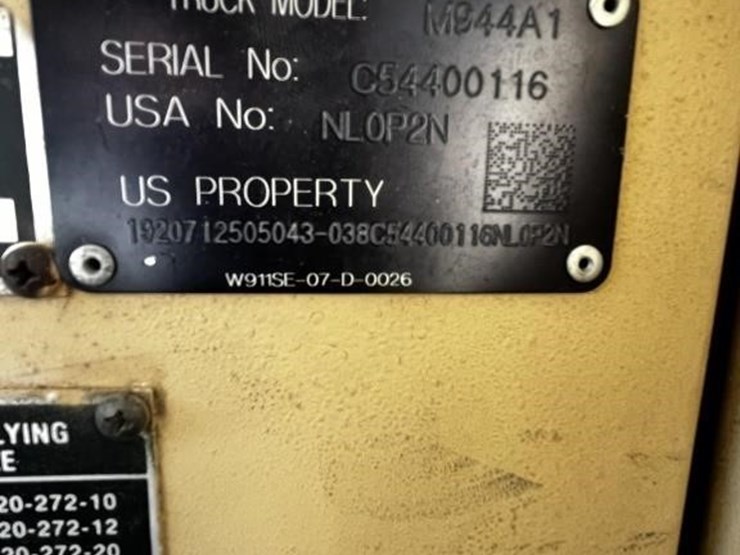 TRUCK MODEL: M944A1
SERIAL No: C54400116
USA No: NL0P2N
US PROPERTY
19207 12505043-038C54400116NL0P2N
W911SE-07-D-0026
LYING
E
20-272-10
20-272-12
20-272-20